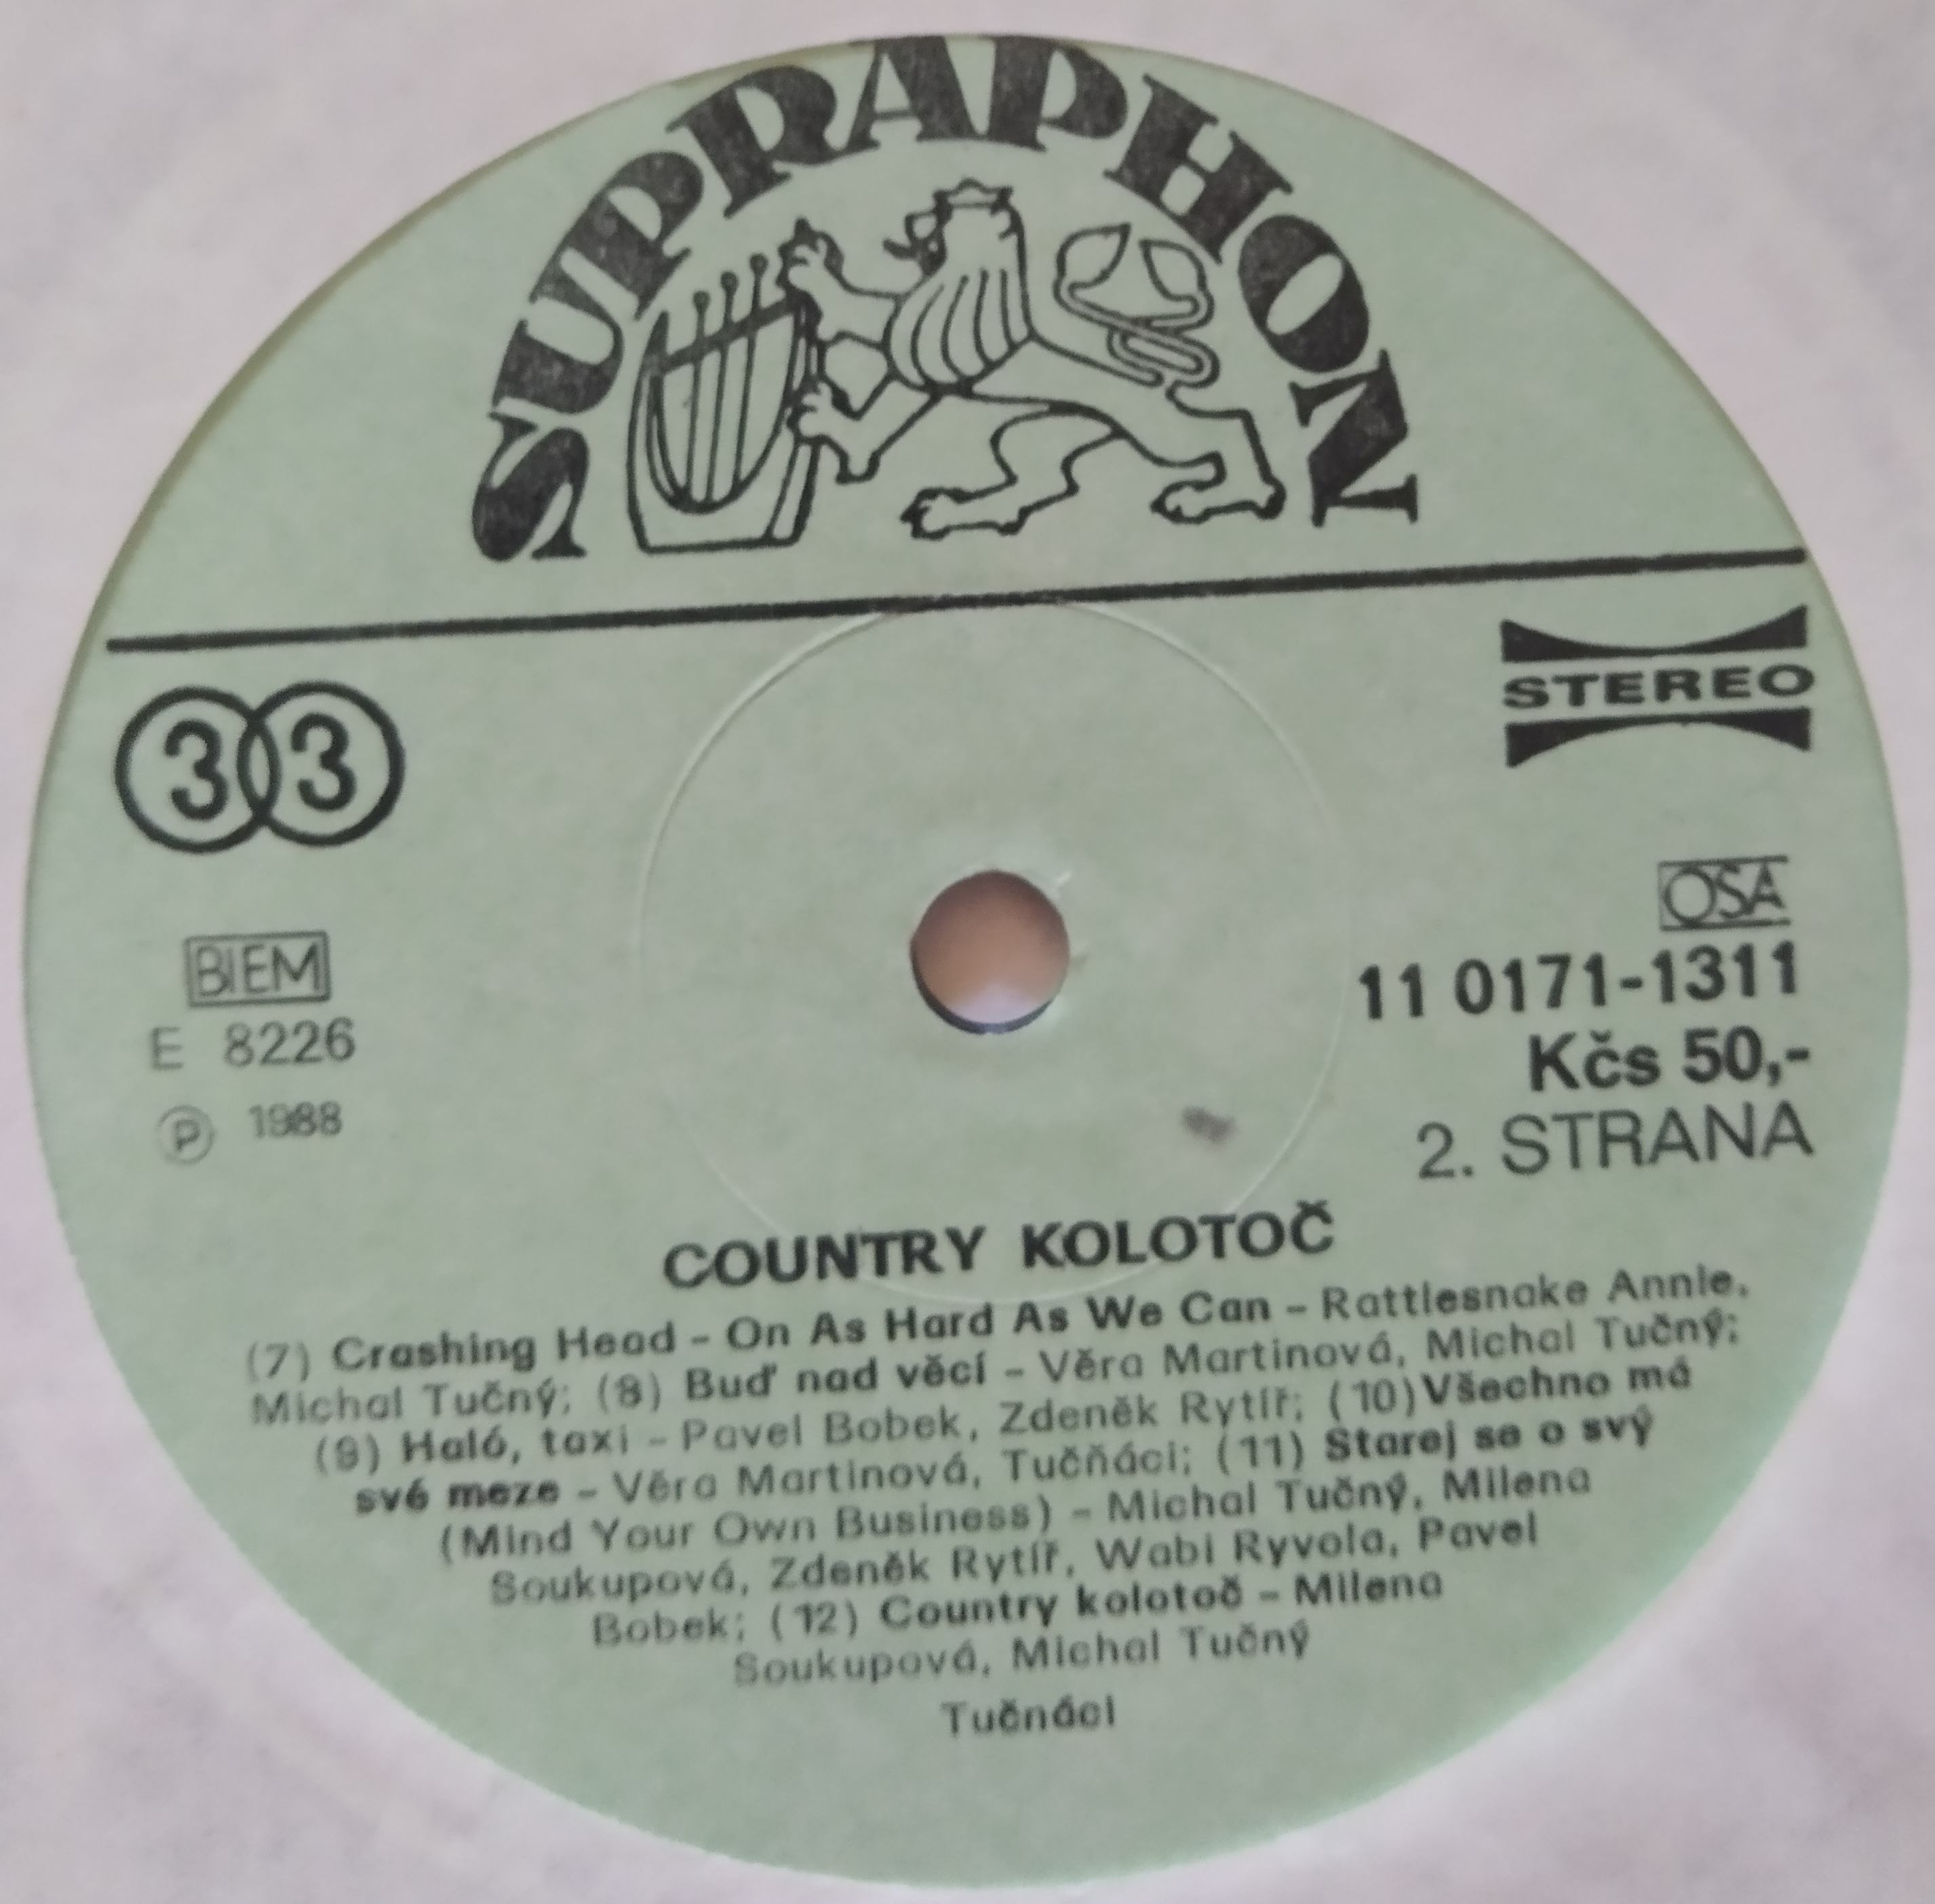 SUPRAPHON
33
STEREO
BIEM
E 8226
Ⓟ 1988
OSA
11 0171-1311
Kčs 50,-
2. STRANA
COUNTRY KOLOTOČ
(7) Crashing Head – On As Hard As We Can – Rattlesnake Annie,
Michal Tučný; (8) Buď nad věcí – Věra Martinová, Michal Tučný;
(9) Haló, taxi – Pavel Bobek, Zdeněk Rytíř; (10) Všechno má
své meze – Věra Martinová, Tučňáci; (11) Starej se o svý
(Mind Your Own Business) – Michal Tučný, Milena
Soukupová, Zdeněk Rytíř, Wabi Ryvola, Pavel
Bobek; (12) Country kolotoč – Milena
Soukupová, Michal Tučný
Tučňáci